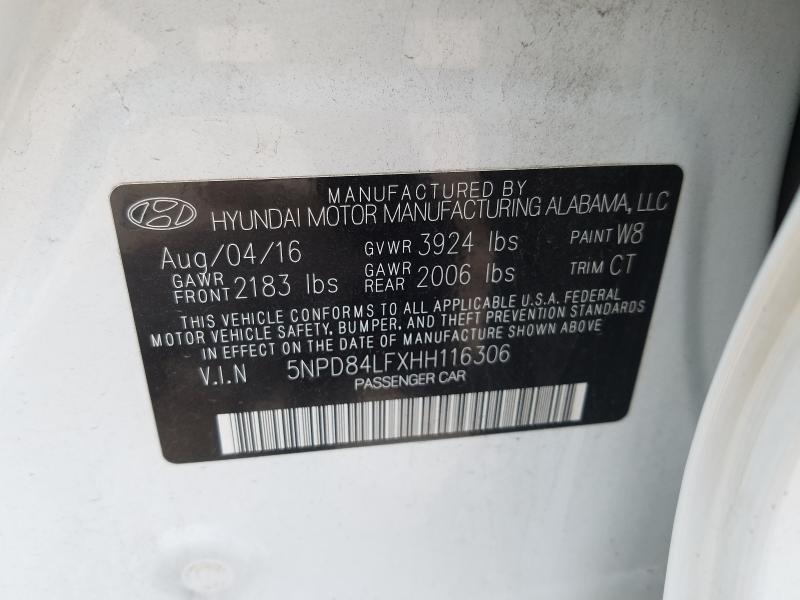 MANUFACTURED BY
HYUNDAI MOTOR MANUFACTURING ALABAMA, LLC
Aug/04/16 GVWR 3924 lbs PAINT W8
GAWR FRONT 2183 lbs GAWR REAR 2006 lbs TRIM CT
THIS VEHICLE CONFORMS TO ALL APPLICABLE U.S.A. FEDERAL
MOTOR VEHICLE SAFETY, BUMPER, AND THEFT PREVENTION STANDARDS
IN EFFECT ON THE DATE OF MANUFACTURE SHOWN ABOVE
V.I.N 5NPD84LFXHH116306
PASSENGER CAR